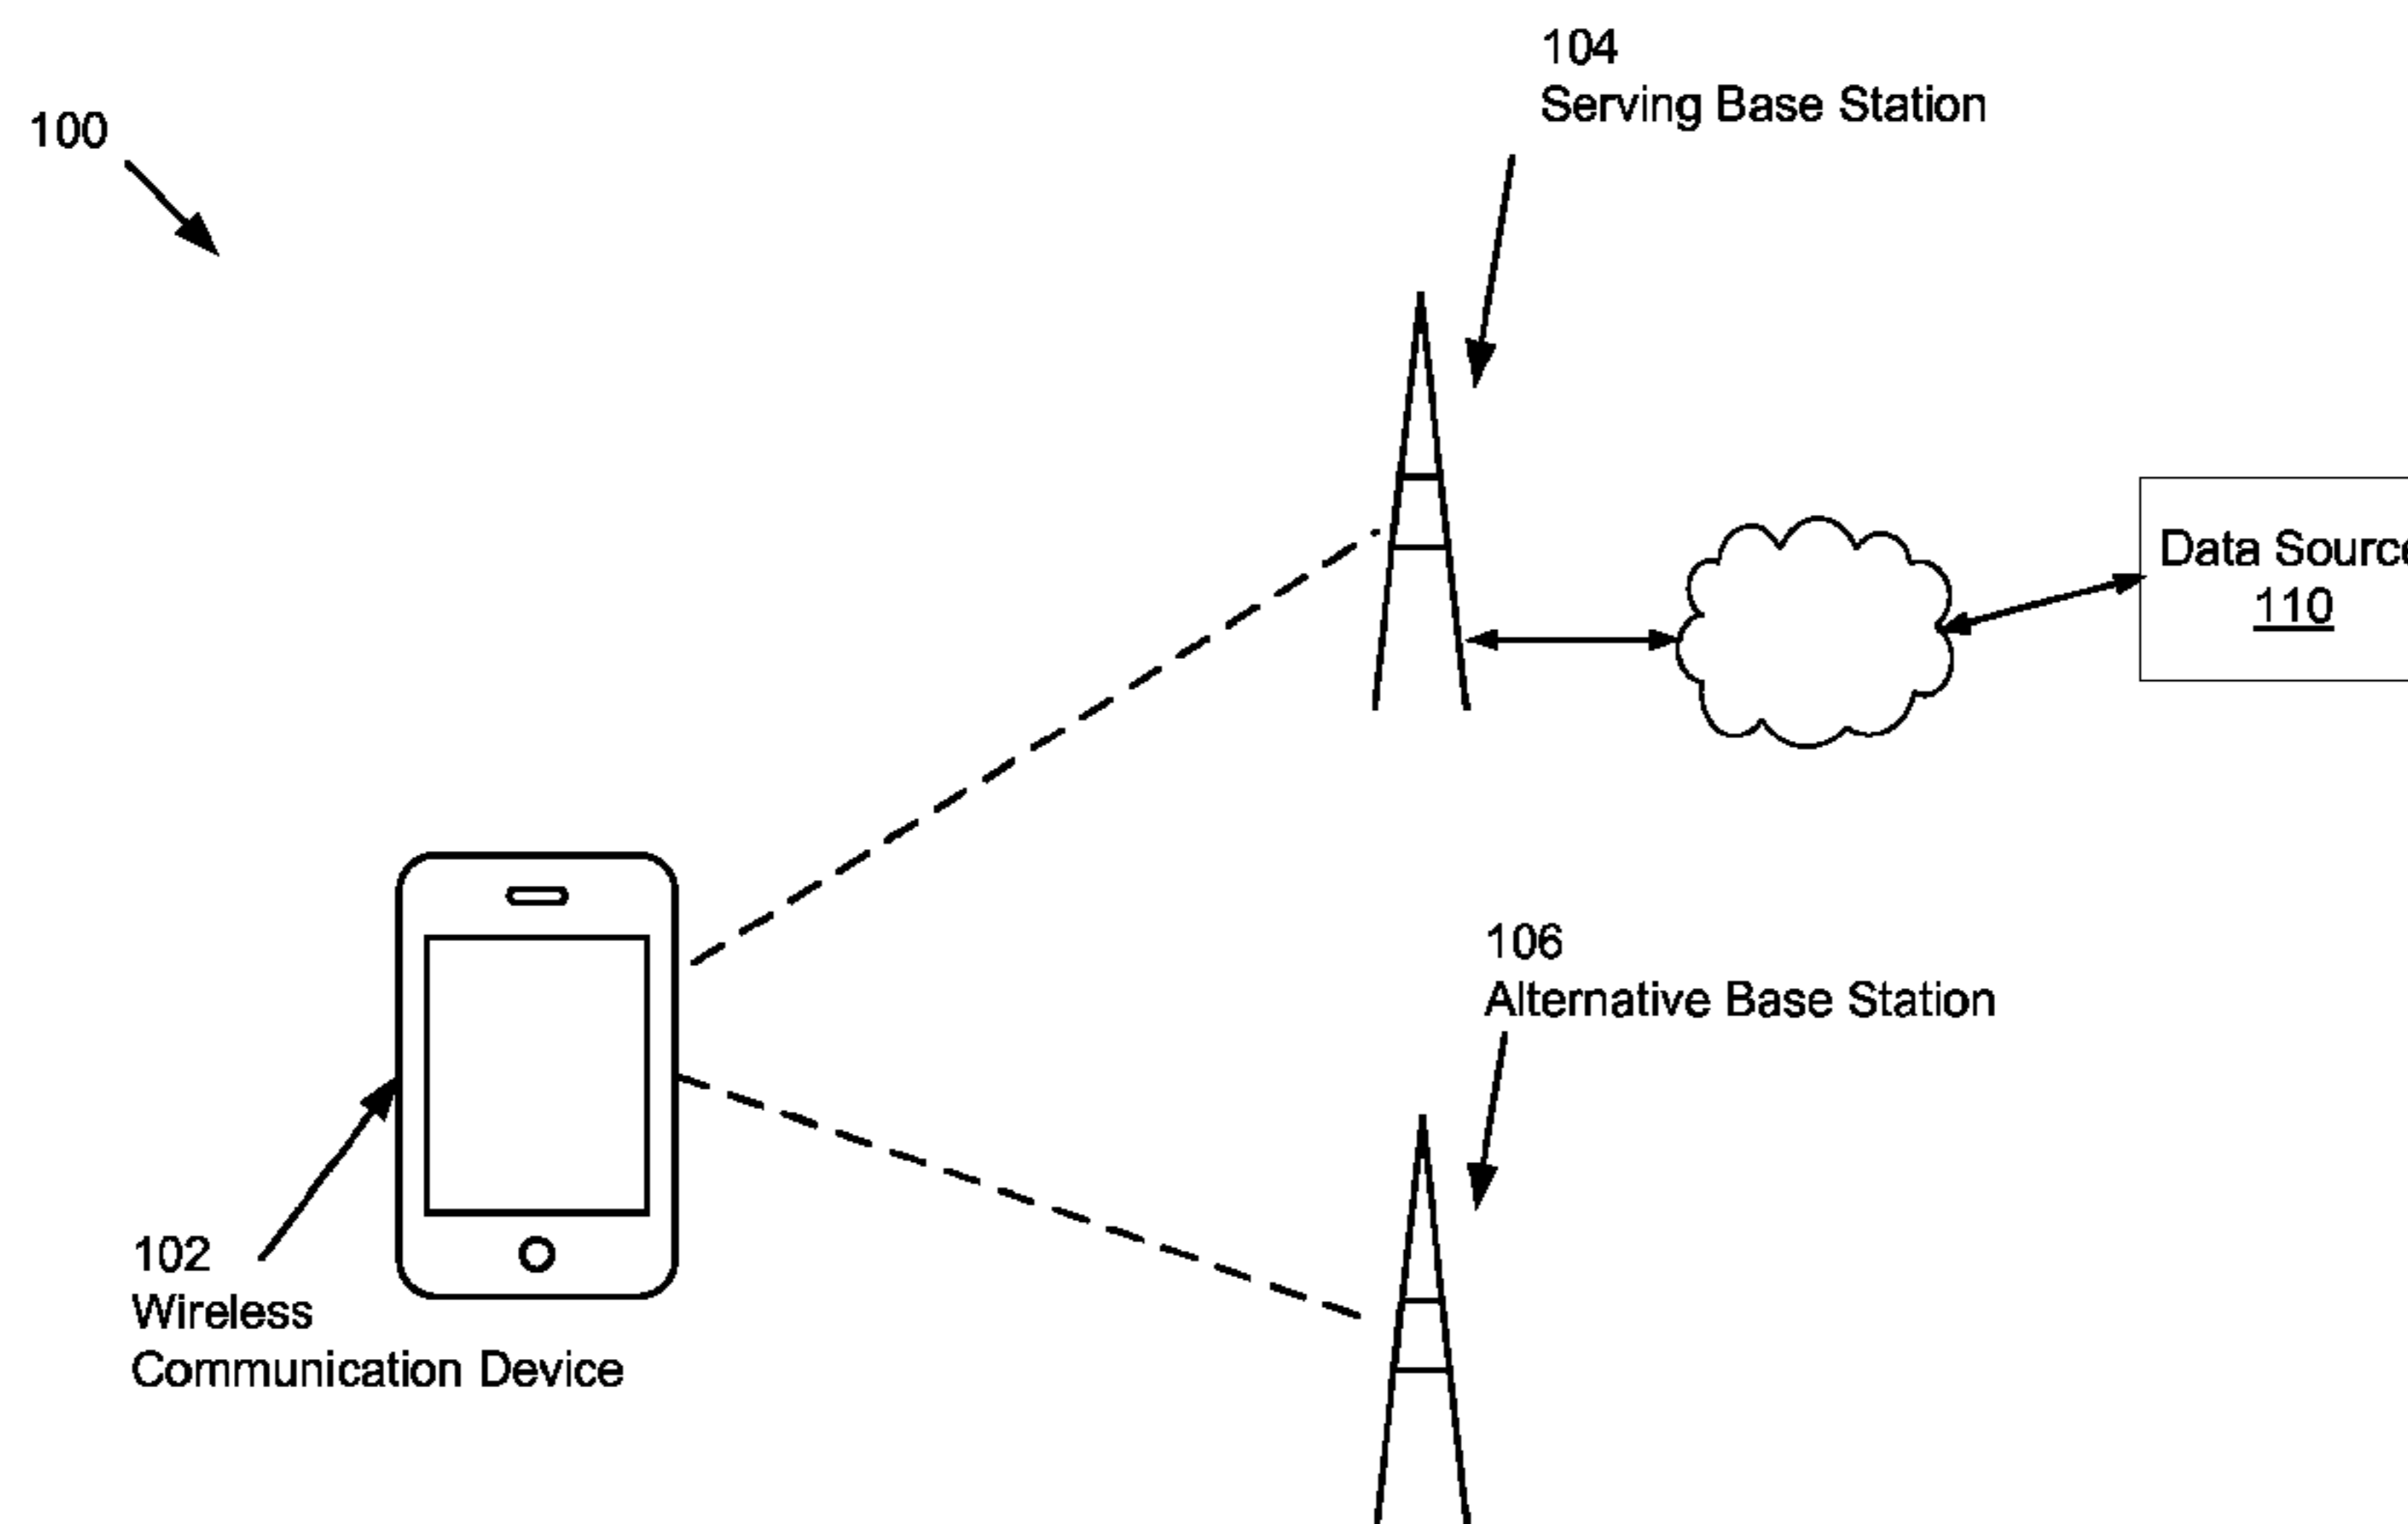 104
Serving Base Station
100
Data Source
110
106
Alternative Base Station
102
Wireless
Communication Device